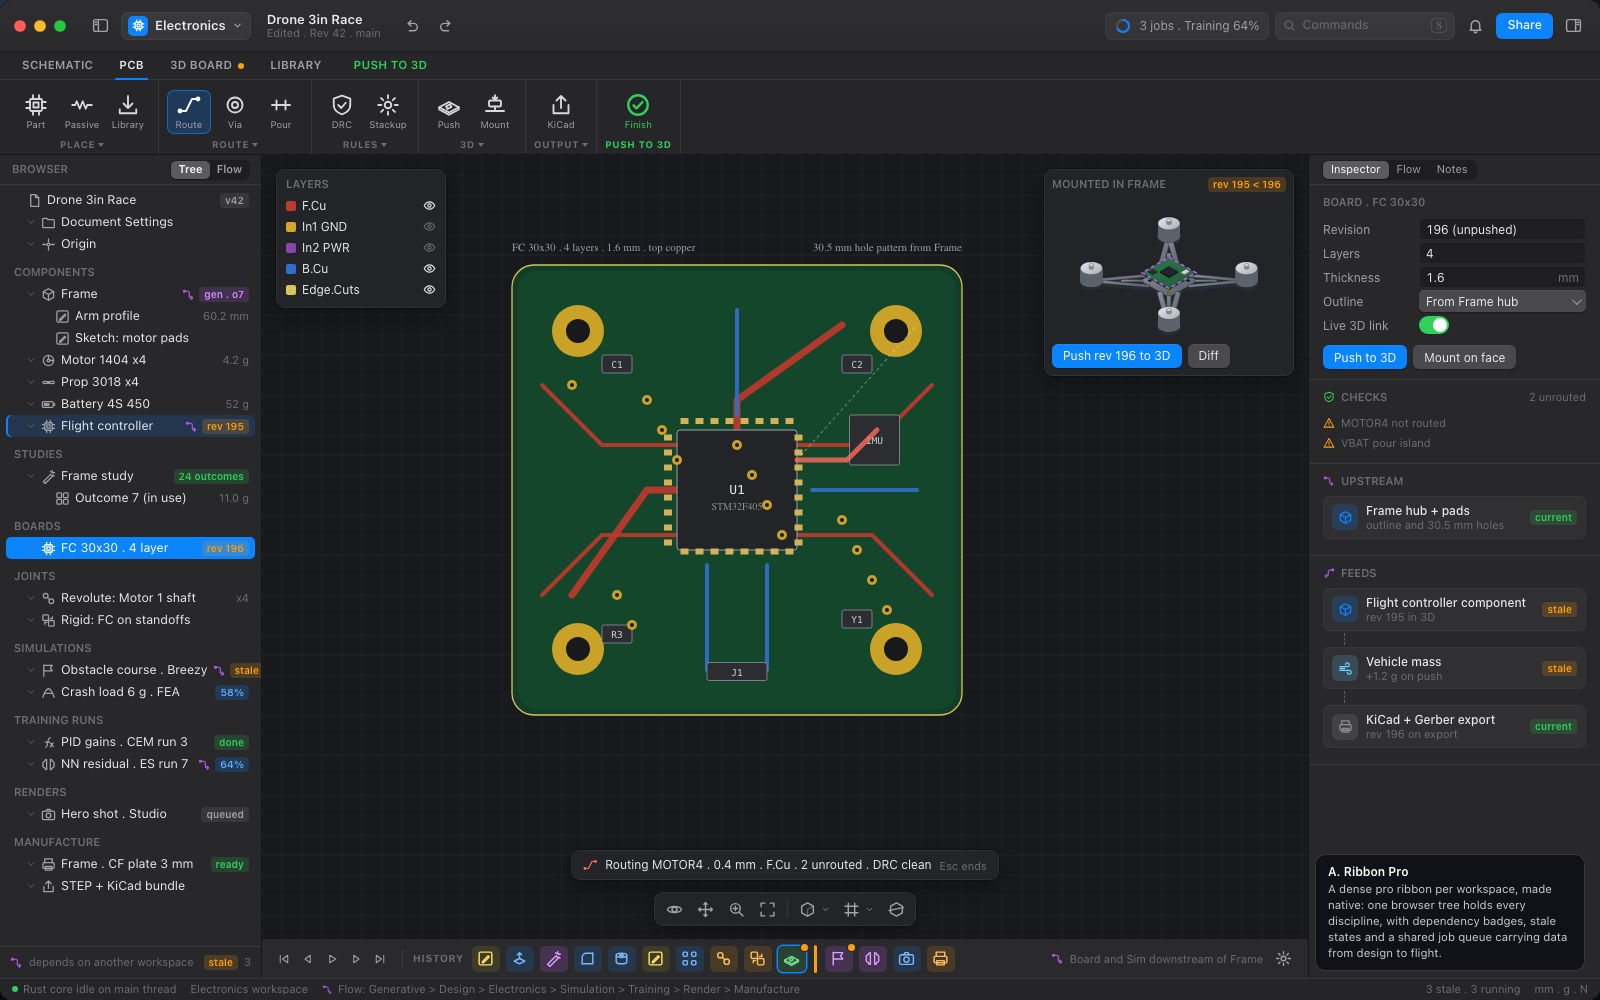 Electronics
Drone 3in Race
Edited . Rev 42 . main
3 jobs . Training 64%
Commands
S
Share
SCHEMATIC
PCB
3D BOARD
LIBRARY
PUSH TO 3D
Part
Passive
Library
PLACE
Route
Via
Pour
ROUTE
DRC
Stackup
RULES
Push
Mount
3D
KiCad
OUTPUT
Finish
PUSH TO 3D
BROWSER
Tree
Flow
Drone 3in Race
v42
Document Settings
Origin
COMPONENTS
Frame
gen . o7
Arm profile
60.2 mm
Sketch: motor pads
Motor 1404 x4
4.2 g
Prop 3018 x4
Battery 4S 450
52 g
Flight controller
rev 195
STUDIES
Frame study
24 outcomes
Outcome 7 (in use)
11.0 g
BOARDS
FC 30x30 . 4 layer
rev 196
JOINTS
Revolute: Motor 1 shaft
x4
Rigid: FC on standoffs
SIMULATIONS
Obstacle course . Breezy
stale
Crash load 6 g . FEA
58%
TRAINING RUNS
PID gains . CEM run 3
done
NN residual . ES run 7
64%
RENDERS
Hero shot . Studio
queued
MANUFACTURE
Frame . CF plate 3 mm
ready
STEP + KiCad bundle
depends on another workspace
stale
3
LAYERS
F.Cu
In1 GND
In2 PWR
B.Cu
Edge.Cuts
FC 30x30 . 4 layers . 1.6 mm . top copper
30.5 mm hole pattern from Frame
C1
C2
IMU
U1
STM32F405
R3
Y1
J1
MOUNTED IN FRAME
rev 195 < 196
Push rev 196 to 3D
Diff
Routing MOTOR4 . 0.4 mm . F.Cu . 2 unrouted . DRC clean
Esc ends
HISTORY
Board and Sim downstream of Frame
Inspector
Flow
Notes
BOARD . FC 30x30
Revision
196 (unpushed)
Layers
4
Thickness
1.6
mm
Outline
From Frame hub
Live 3D link
Push to 3D
Mount on face
CHECKS
2 unrouted
MOTOR4 not routed
VBAT pour island
UPSTREAM
Frame hub + pads
outline and 30.5 mm holes
current
FEEDS
Flight controller component
rev 195 in 3D
stale
Vehicle mass
+1.2 g on push
stale
KiCad + Gerber export
rev 196 on export
current
A. Ribbon Pro
A dense pro ribbon per workspace, made
native: one browser tree holds every
discipline, with dependency badges, stale
states and a shared job queue carrying data
from design to flight.
Rust core idle on main thread
Electronics workspace
Flow: Generative > Design > Electronics > Simulation > Training > Render > Manufacture
3 stale . 3 running
mm . g . N